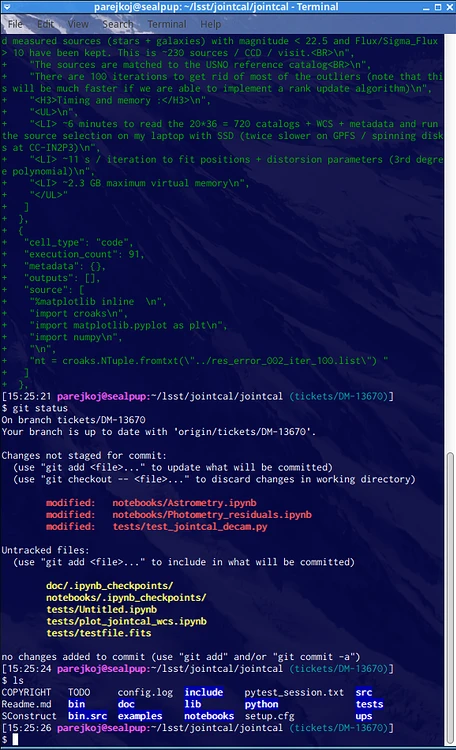 parejkoj@sealpup:~/lsst/jointcal/jointcal - Terminal
File Edit View Search Terminal Help
d measured sources (stars + galaxies) with magnitude < 22.5 and Flux/Sigma_Flux
> 10 have been kept. This is ~230 sources / CCD / visit.<BR>\n",
+    "The sources are matched to the USNO reference catalog<BR>\n",
+    "There are 100 iterations to get rid of most of the outliers (note that thi
s will be much faster if we are able to implement a rank update algorithm)\n",
+    "<H3>Timing and memory :</H3>\n",
+    "<UL>\n",
+    "<LI> ~6 minutes to read the 20*36 = 720 catalogs + WCS + metadata and run
the source selection on my laptop with SSD (twice slower on GPFS / spinning disk
s at CC-IN2P3)\n",
+    "<LI> ~11 s / iteration to fit positions + distorsion parameters (3rd degre
e polynomial)\n",
+    "<LI> ~2.3 GB maximum virtual memory\n",
+    "</UL>"
+   ]
+  },
+  {
+   "cell_type": "code",
+   "execution_count": 91,
+   "metadata": {},
+   "outputs": [],
+   "source": [
+    "%matplotlib inline  \n",
+    "import croaks\n",
+    "import matplotlib.pyplot as plt\n",
+    "import numpy\n",
+    "\n",
+    "nt = croaks.NTuple.fromtxt(\"../res_error_002_iter_100.list\") "
+   ]
+  },
[15:25:21 parejkoj@sealpup:~/lsst/jointcal/jointcal (tickets/DM-13670)]
$ git status
On branch tickets/DM-13670
Your branch is up to date with 'origin/tickets/DM-13670'.
Changes not staged for commit:
(use "git add <file>..." to update what will be committed)
(use "git checkout -- <file>..." to discard changes in working directory)
modified:   notebooks/Astrometry.ipynb
modified:   notebooks/Photometry_residuals.ipynb
modified:   tests/test_jointcal_decam.py
Untracked files:
(use "git add <file>..." to include in what will be committed)
doc/.ipynb_checkpoints/
notebooks/.ipynb_checkpoints/
tests/Untitled.ipynb
tests/plot_jointcal_wcs.ipynb
tests/testfile.fits
no changes added to commit (use "git add" and/or "git commit -a")
[15:25:24 parejkoj@sealpup:~/lsst/jointcal/jointcal (tickets/DM-13670)]
$ ls
COPYRIGHT  TODO     config.log  include    pytest_session.txt  src
Readme.md  bin      doc         lib        python              tests
SConstruct bin.src  examples    notebooks  setup.cfg           ups
[15:25:26 parejkoj@sealpup:~/lsst/jointcal/jointcal (tickets/DM-13670)]
$